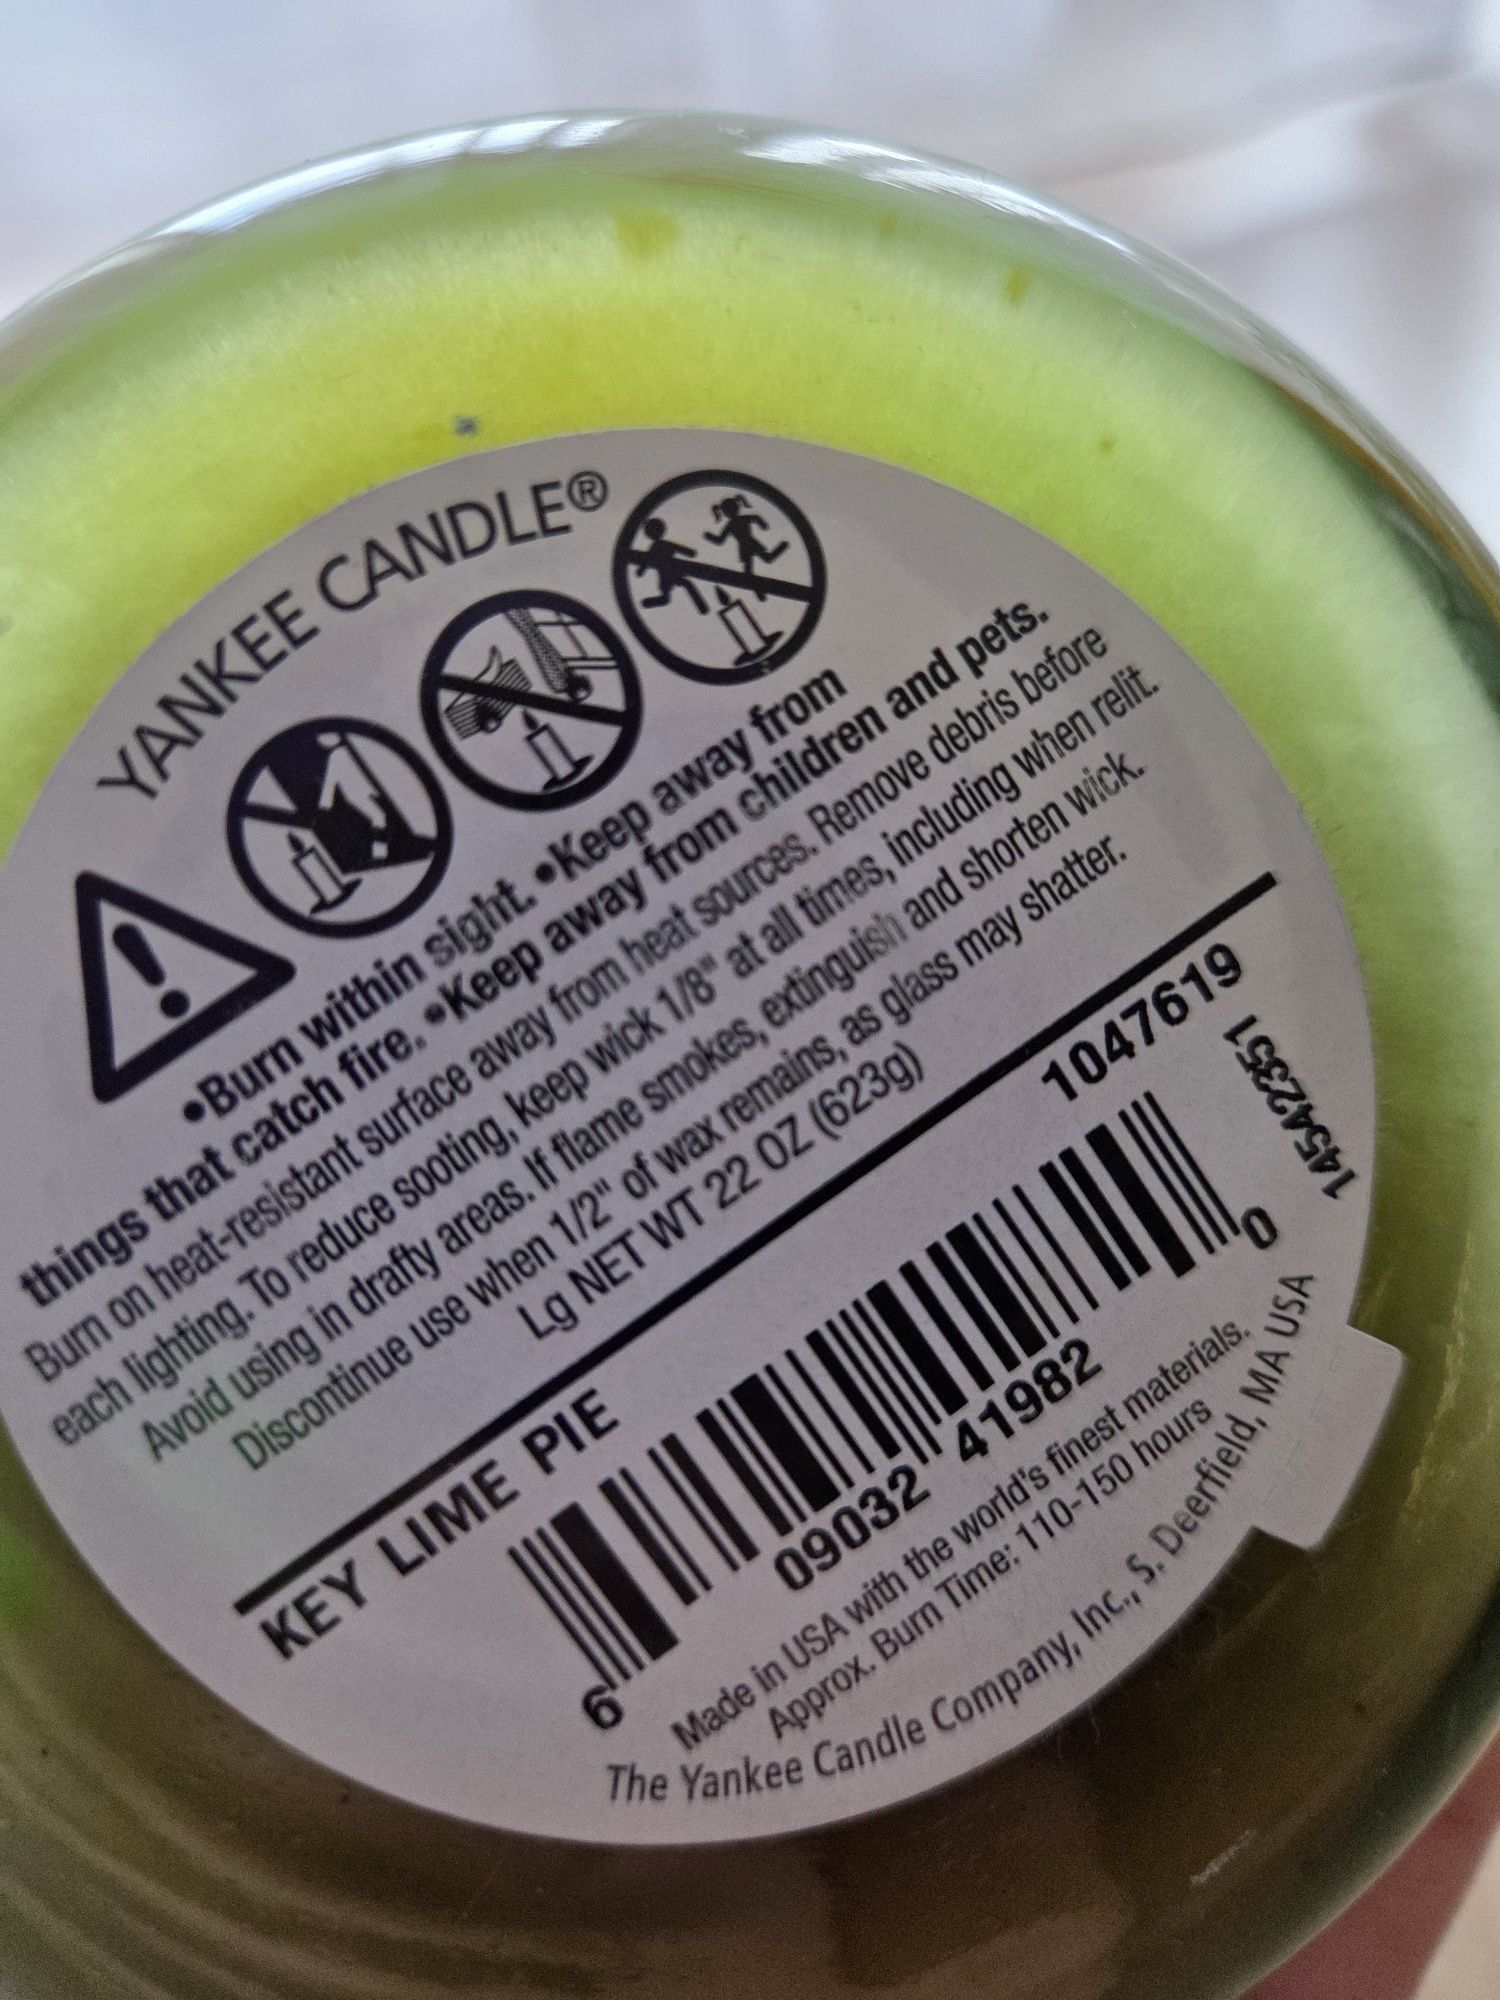 YANKEE CANDLE®
•Burn within sight. •Keep away from
things that catch fire. •Keep away from children and pets.
Burn on heat-resistant surface away from heat sources. Remove debris before
each lighting. To reduce sooting, keep wick 1/8" at all times, including when relit.
Avoid using in drafty areas. If flame smokes, extinguish and shorten wick.
Discontinue use when 1/2" of wax remains, as glass may shatter.
Lg NET WT 22 OZ (623g)
KEY LIME PIE 1047619
14542351
6 09032 41982 0
Made in USA with the world's finest materials.
Approx. Burn Time: 110-150 hours
The Yankee Candle Company, Inc., S. Deerfield, MA USA